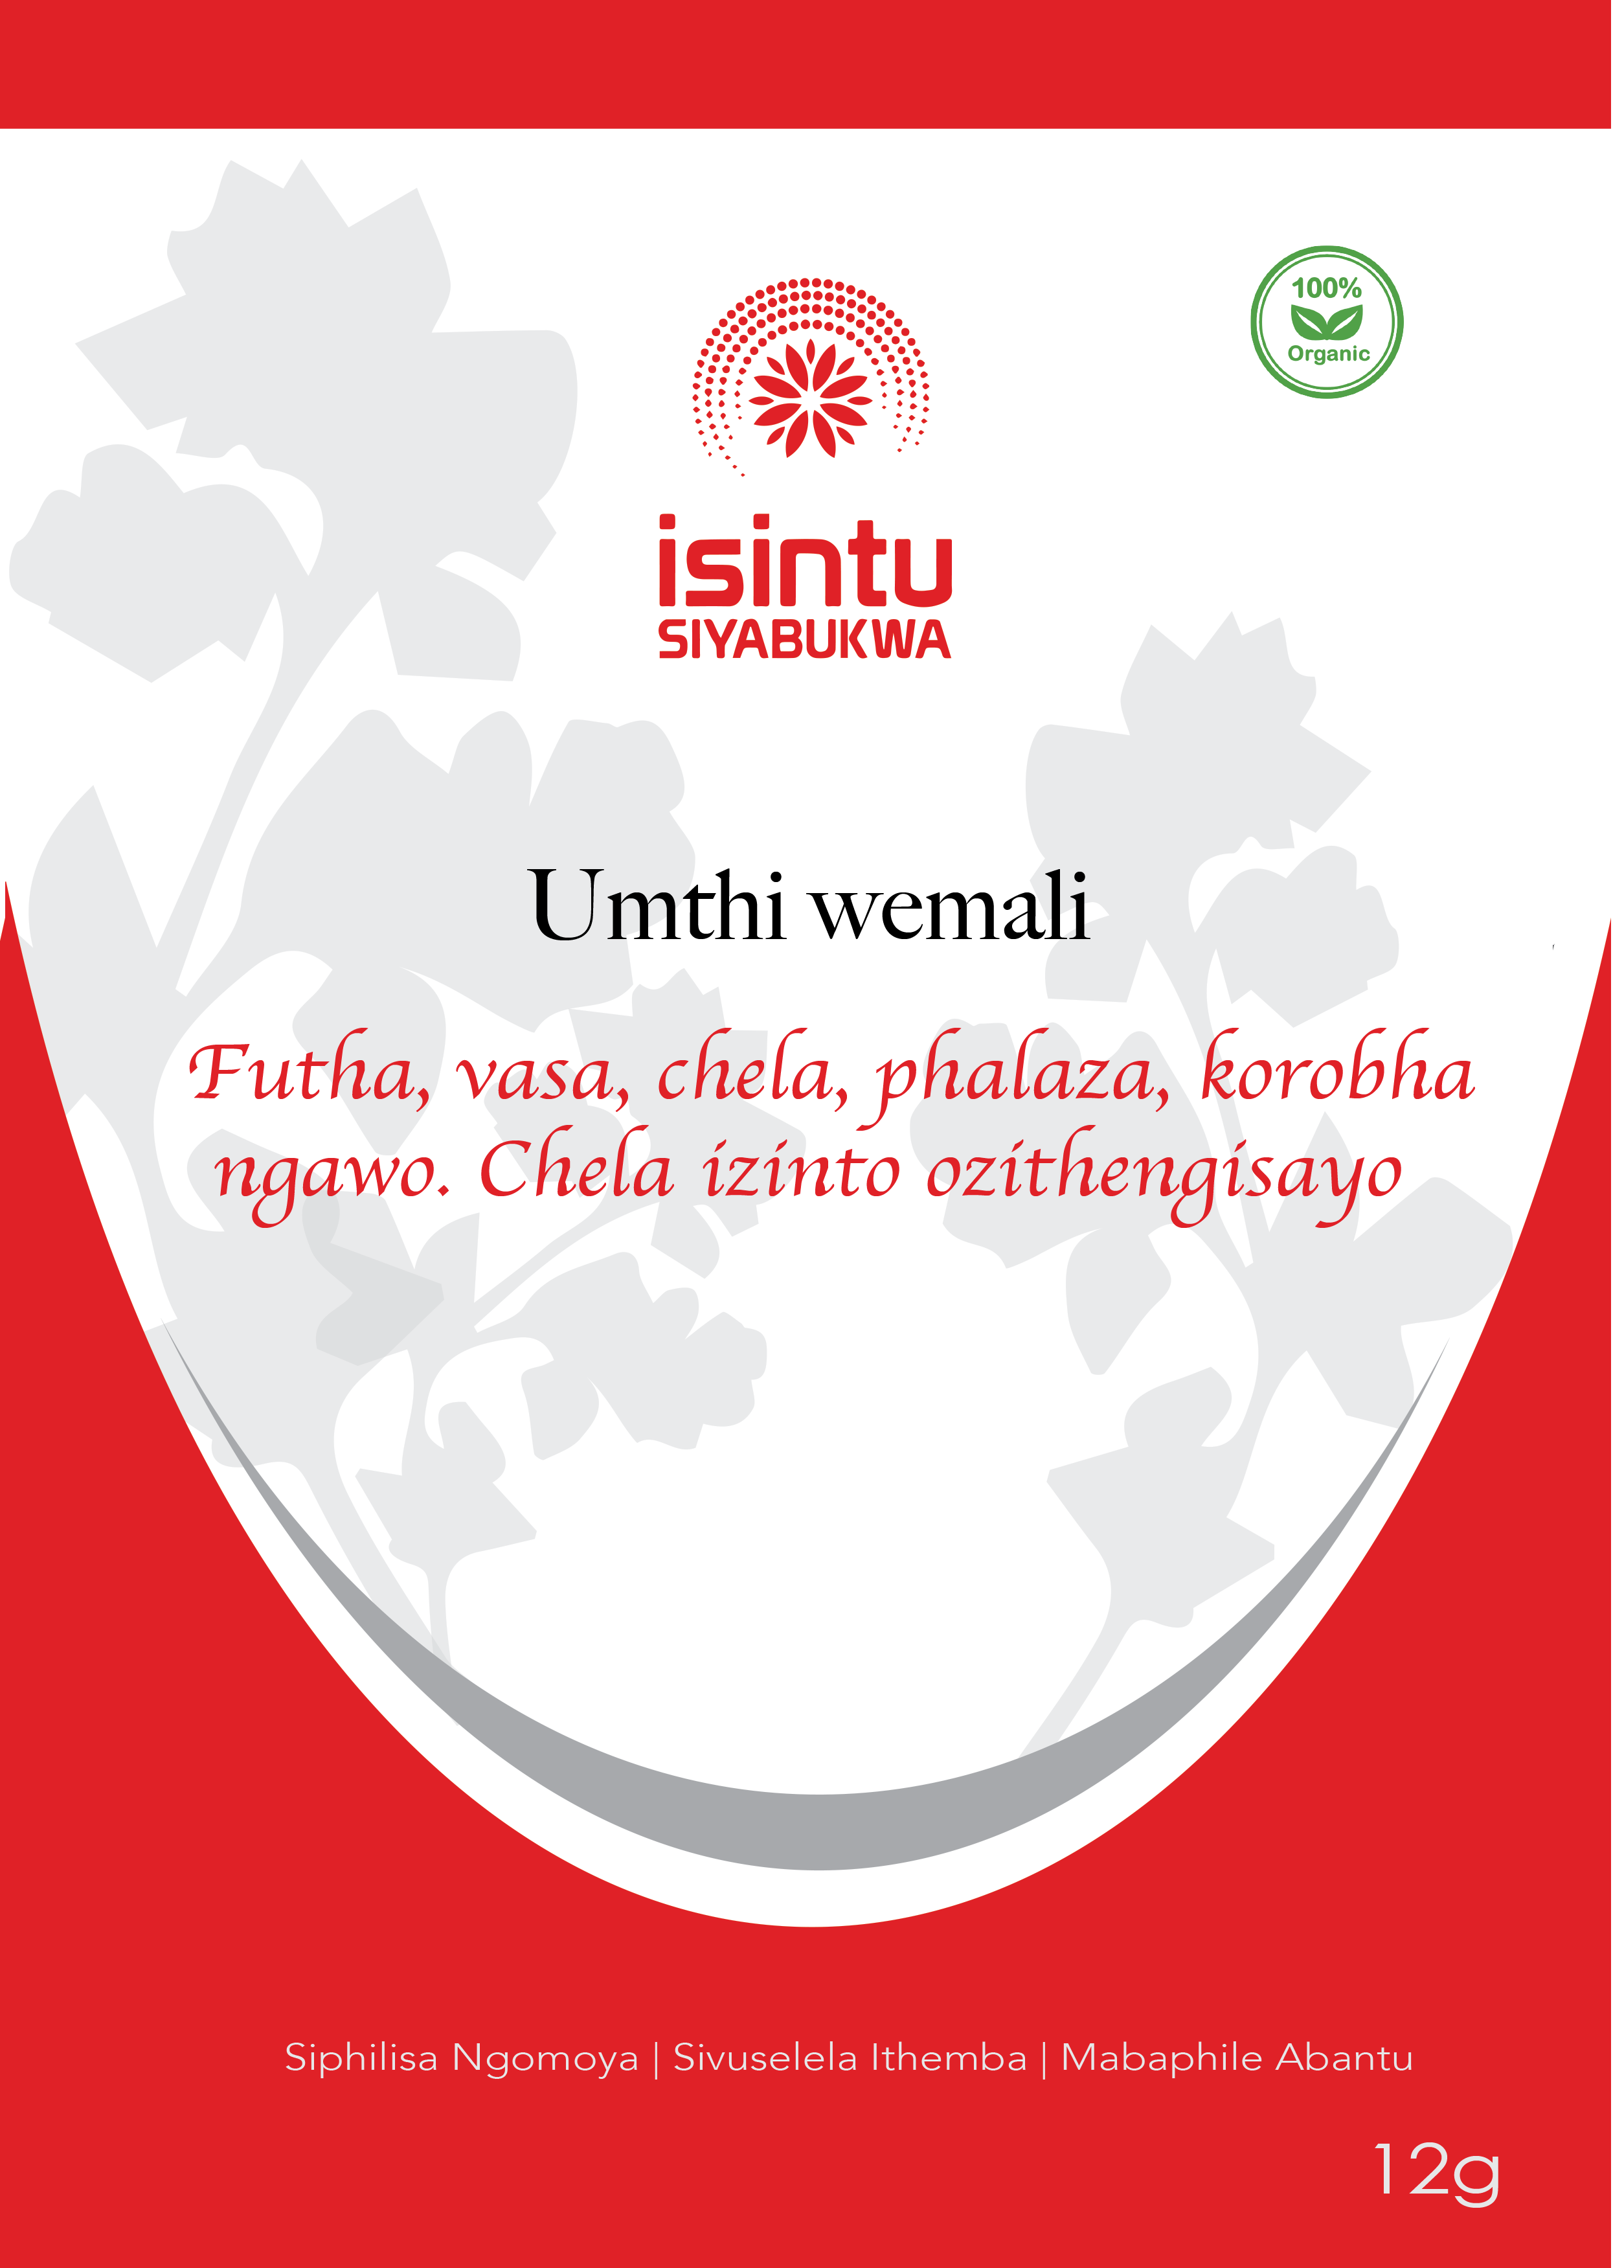 100%
Organic
isintu
SIYABUKWA
Umthi wemali
Futha, vasa, chela, phalaza, korobha
ngawo. Chela izinto ozithengisayo
Siphilisa Ngomoya | Sivuselela Ithemba | Mabaphile Abantu
12g